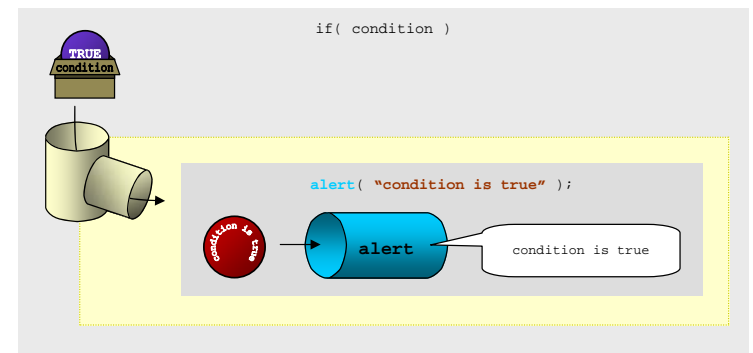 if( condition )
TRUE
condition
alert( “condition is true” );
condition is true
alert
condition is true